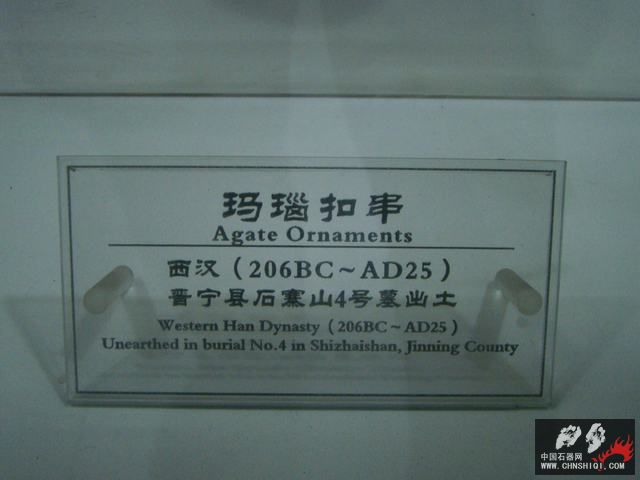 玛瑙扣串
Agate Ornaments
西汉（206BC～AD25）
晋宁县石寨山4号墓出土
Western Han Dysnasty（206BC～AD25）
Unearthed in burial No.4 in Shizhaishan, Jinning County
中国石器网
WWW.CHNSHIQI.COM